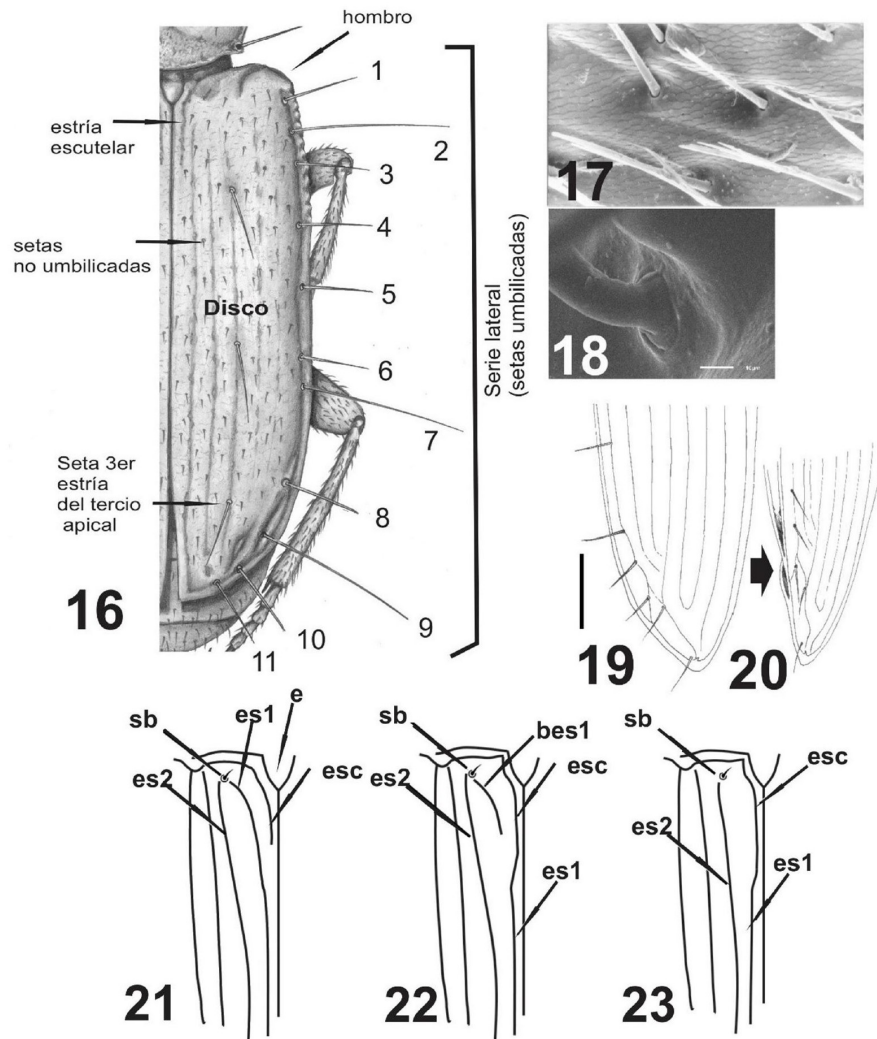 hombro
1
estría
escutelar
2
3
4
setas
no umbilicadas
5
Disco
6
Serie lateral
(setas umbilicadas)
7
Seta 3er
estría
del tercio
apical
8
16
9
10
11
17
18
19
20
sb
es1
e
es2
esc
21
sb
bes1
es2
esc
es1
22
sb
esc
es2
es1
23